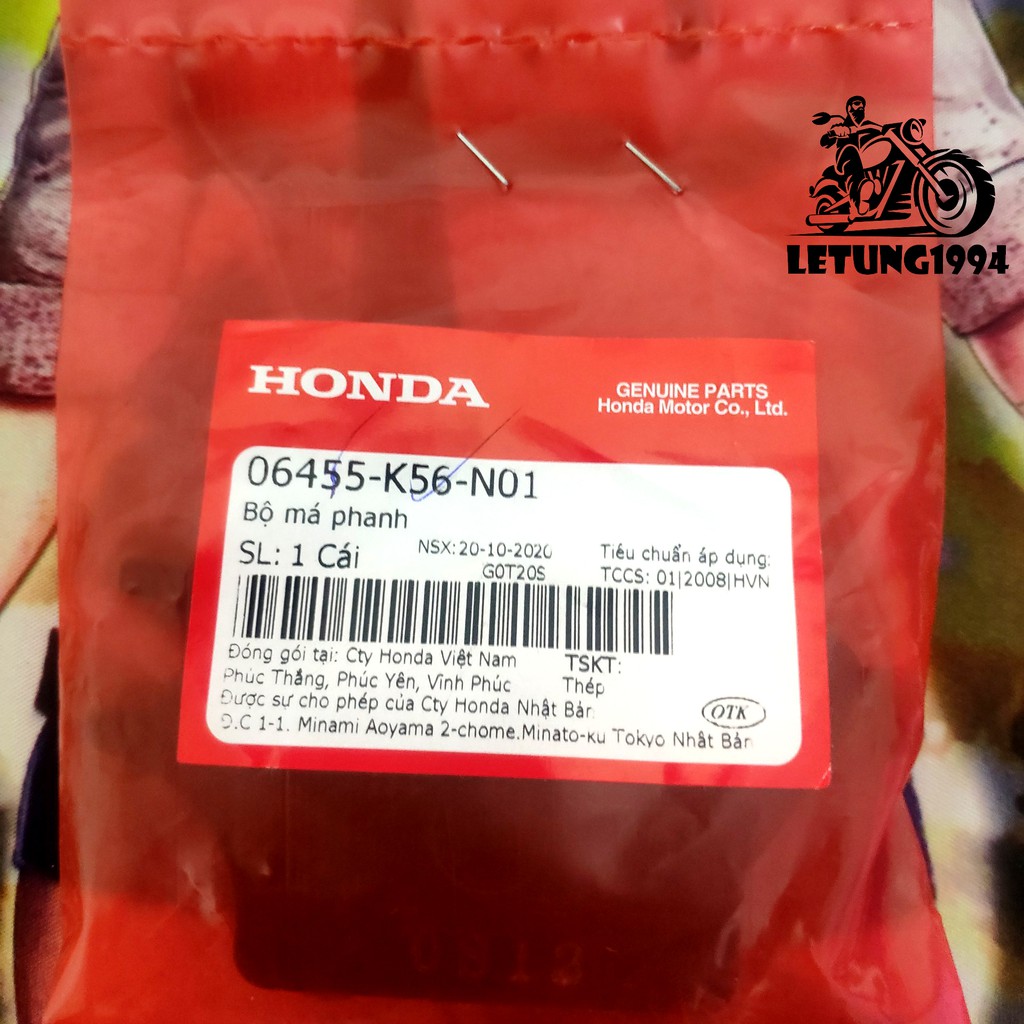 LETUNG1994
HONDA
GENUINE PARTS
Honda Motor Co., Ltd.
06455-K56-N01
Bộ má phanh
SL: 1 Cái
NSX: 20-10-2020
G0T20S
Tiêu chuẩn áp dụng:
TCCS: 01|2008|HVN
Đóng gói tại: Cty Honda Việt Nam
Phúc Thắng, Phúc Yên, Vĩnh Phúc
TSKT:
Thép
Được sự cho phép của Cty Honda Nhật Bản
Đ.C 1-1. Minami Aoyama 2-chome.Minato-ku Tokyo Nhật Bản
OTK